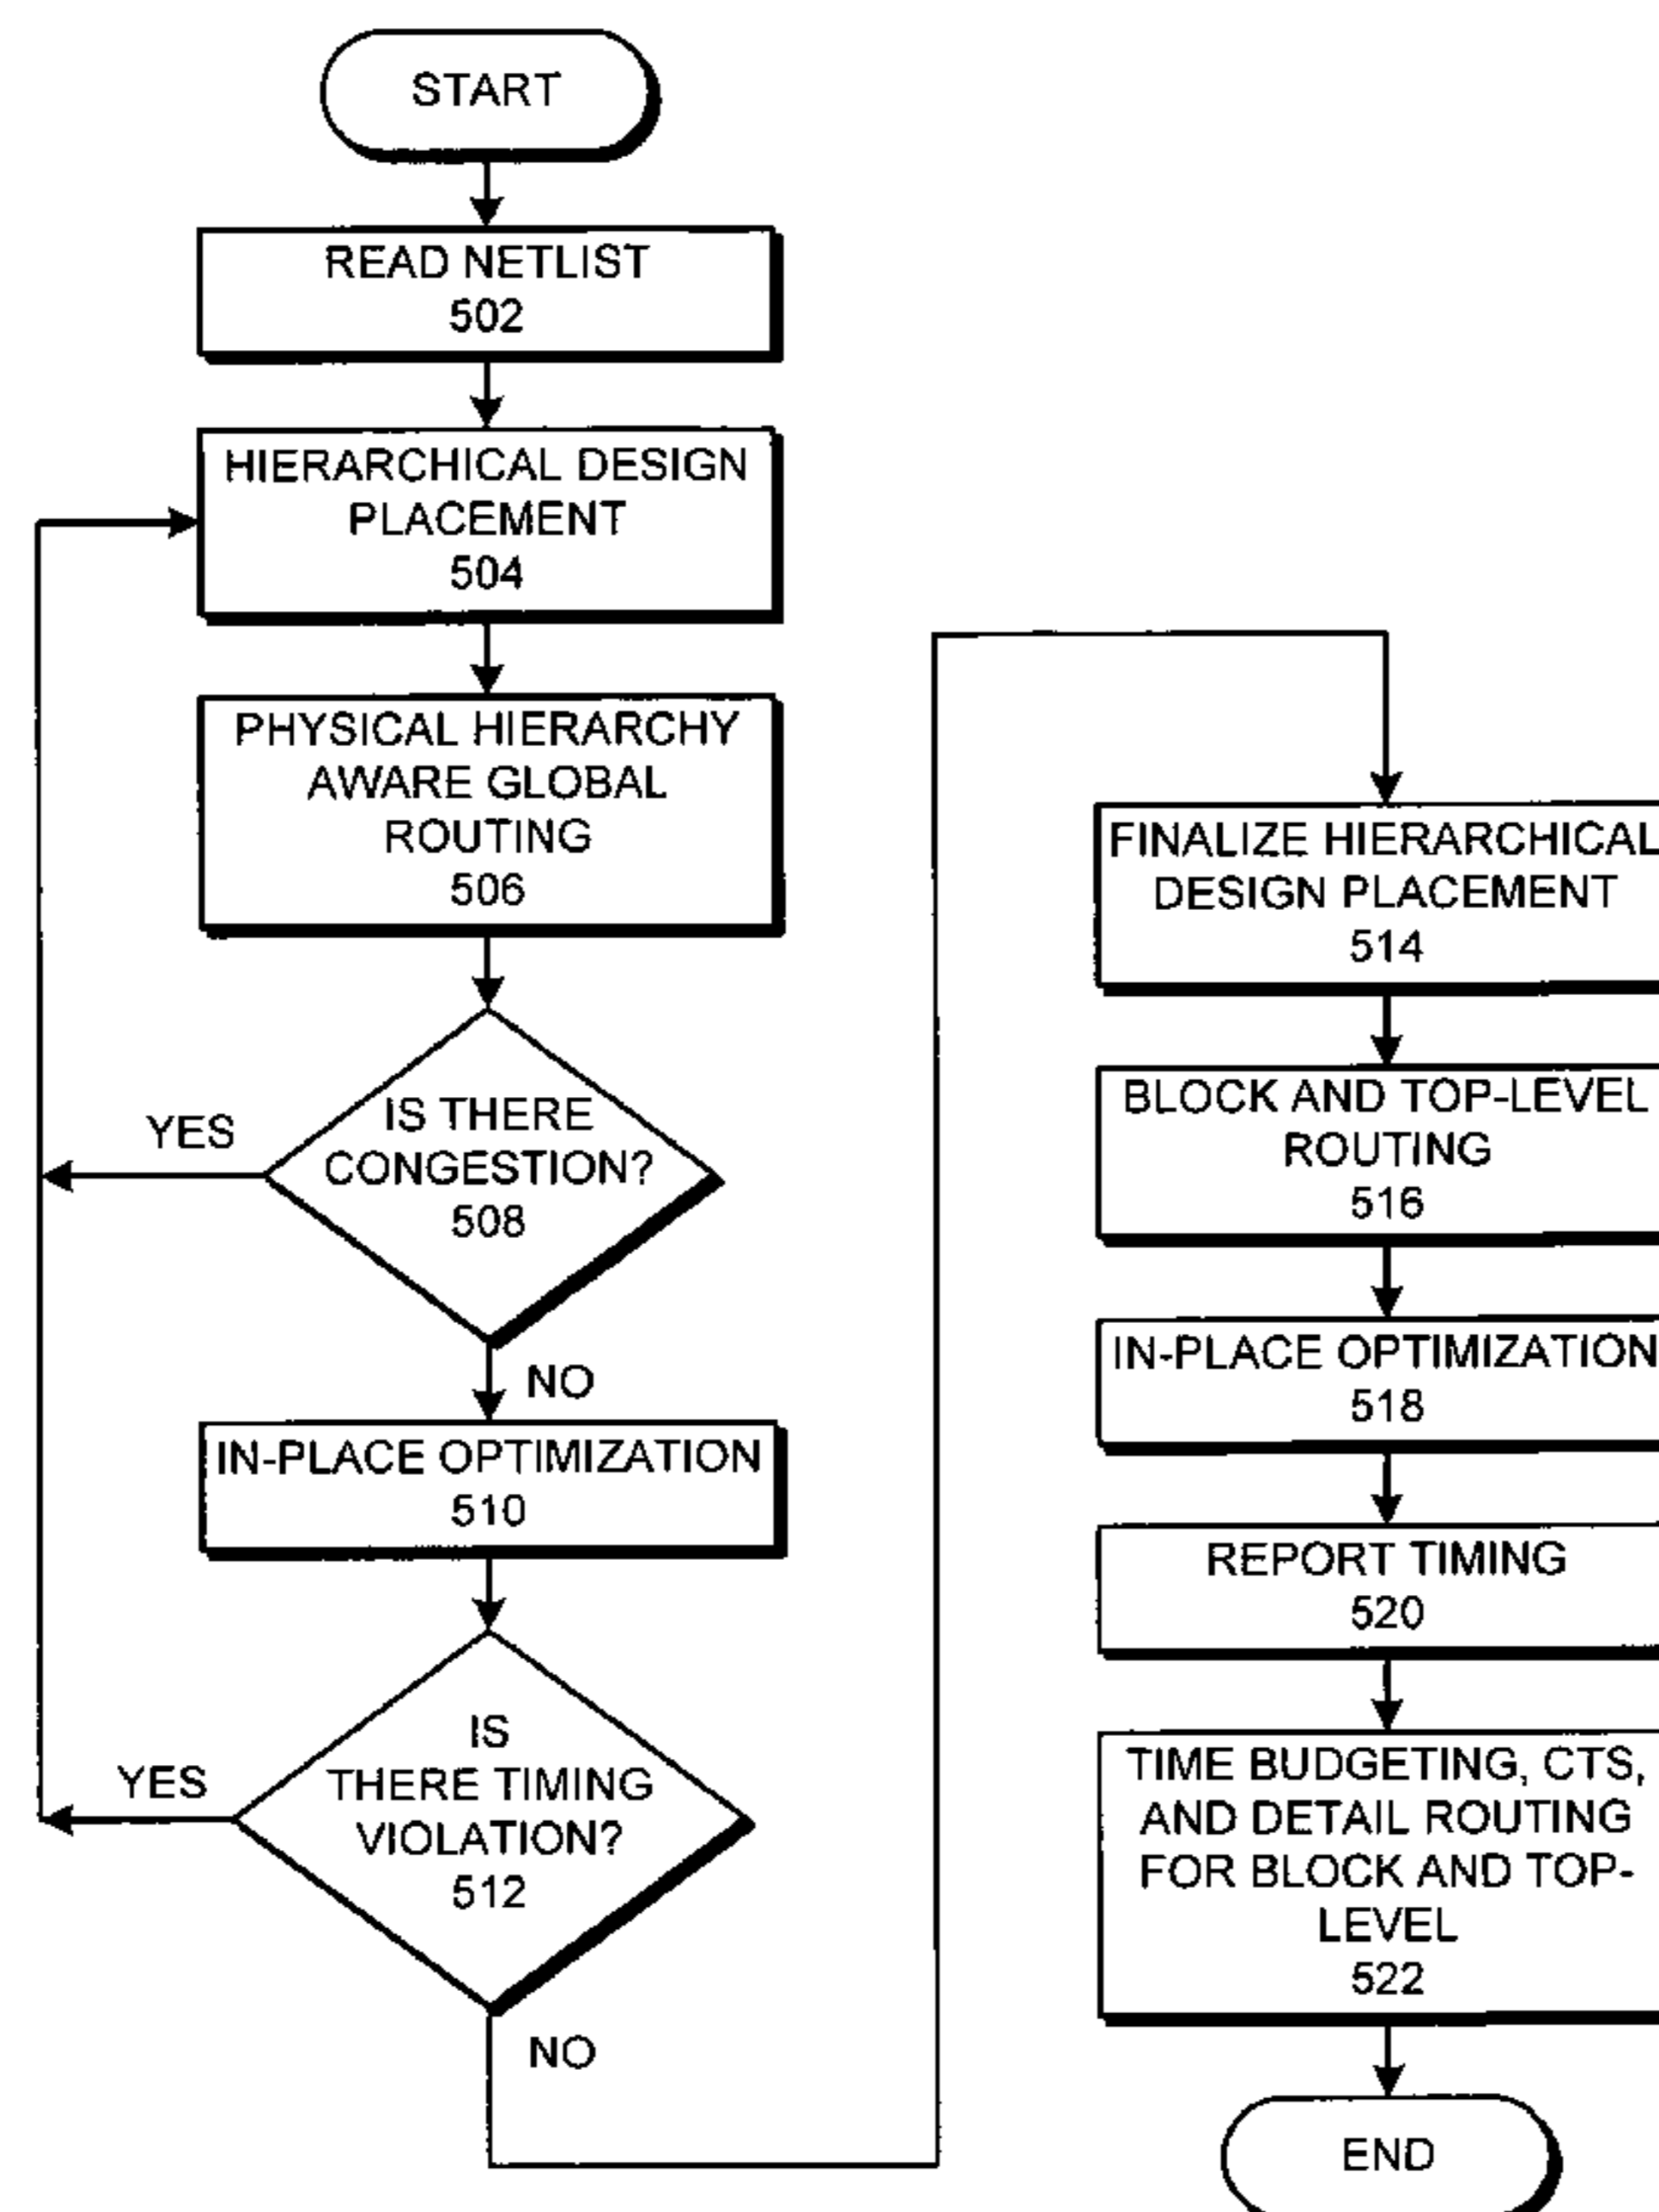 START
READ NETLIST
502
HIERARCHICAL DESIGN
PLACEMENT
504
PHYSICAL HIERARCHY
AWARE GLOBAL
ROUTING
506
YES
IS THERE
CONGESTION?
508
NO
IN-PLACE OPTIMIZATION
510
YES
IS
THERE TIMING
VIOLATION?
512
NO
FINALIZE HIERARCHICAL
DESIGN PLACEMENT
514
BLOCK AND TOP-LEVEL
ROUTING
516
IN-PLACE OPTIMIZATION
518
REPORT TIMING
520
TIME BUDGETING, CTS,
AND DETAIL ROUTING
FOR BLOCK AND TOP-
LEVEL
522
END